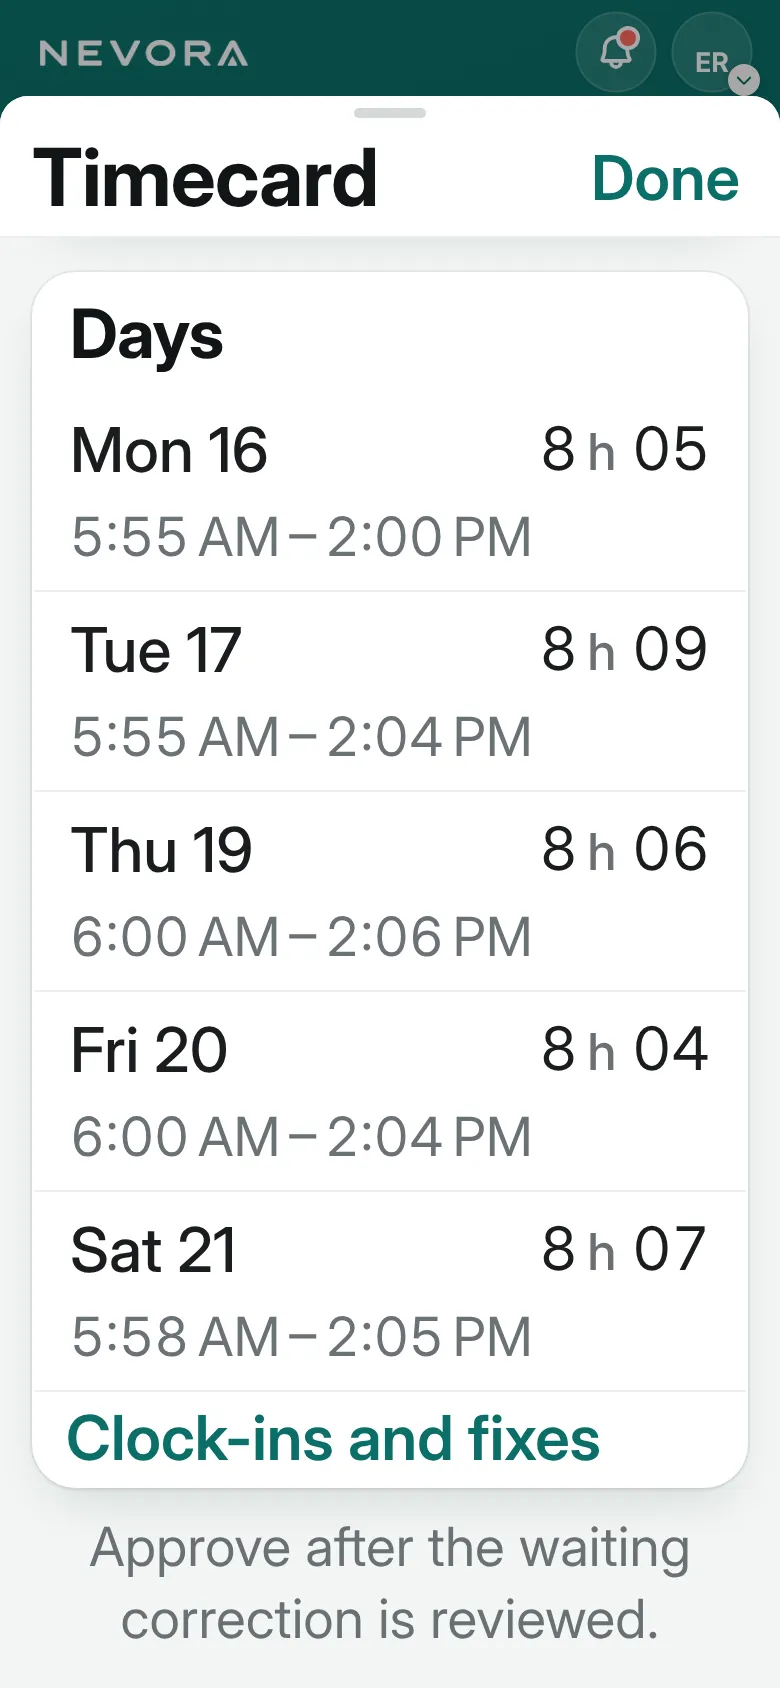 NEVORA
ER
Timecard
Done
Days
Mon 16
8 h 05
5:55 AM – 2:00 PM
Tue 17
8 h 09
5:55 AM – 2:04 PM
Thu 19
8 h 06
6:00 AM – 2:06 PM
Fri 20
8 h 04
6:00 AM – 2:04 PM
Sat 21
8 h 07
5:58 AM – 2:05 PM
Clock-ins and fixes
Approve after the waiting
correction is reviewed.